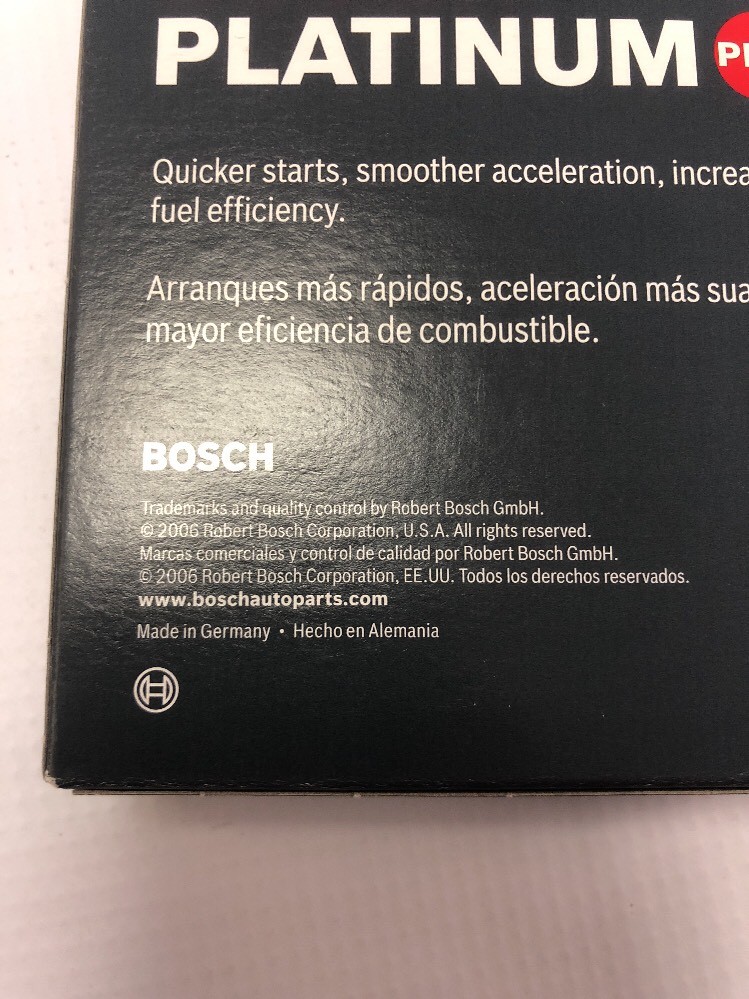 PLATINUM
Quicker starts, smoother acceleration,
fuel efficiency.
Arranques más rápidos, aceleración más
mayor eficiencia de combustible.
BOSCH
Trademarks and quality control by Robert Bosch GmbH.
© 2006 Robert Bosch Corporation, U.S.A. All rights reserved.
Marcas comerciales y control de calidad por Robert Bosch GmbH.
© 2006 Robert Bosch Corporation, EE.UU. Todos los derechos reservados.
www.boschautoparts.com
Made in Germany • Hecho en Alemania